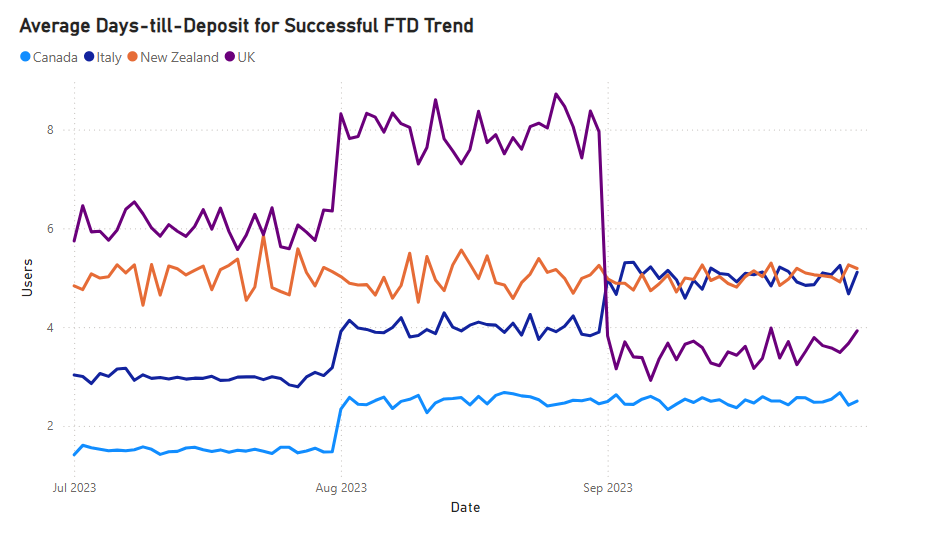 Average Days-till-Deposit for Successful FTD Trend
Canada Italy New Zealand UK
8
6
4
2
Users
Jul 2023 Aug 2023 Sep 2023
Date